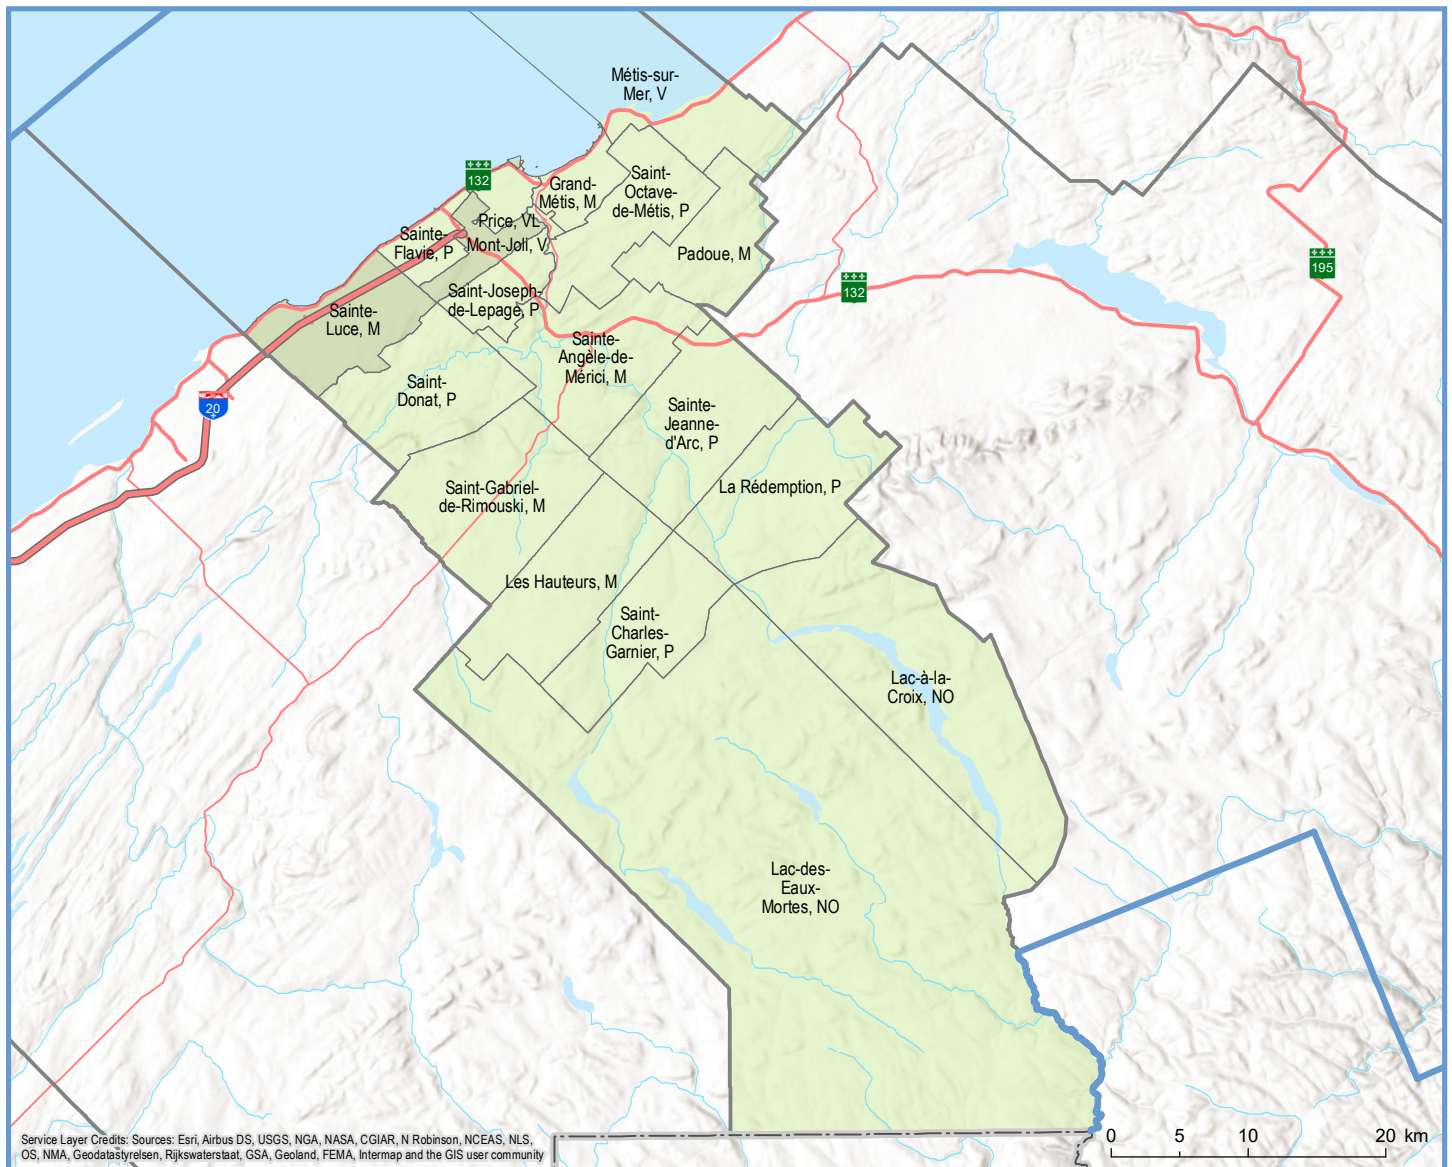 Métis-sur-
Mer, V
132
Grand-
Métis, M
Saint-
Octave-
de-Métis, P
Price, VL
Sainte-
Flavie, P
Mont-Joli, V
Padoue, M
195
132
Saint-Joseph-
de-Lepage, P
Sainte-
Luce, M
Sainte-
Angèle-de-
Mérici, M
Saint-
Donat, P
20
Sainte-
Jeanne-
d'Arc, P
Saint-Gabriel-
de-Rimouski, M
La Rédemption, P
Les Hauteurs, M
Saint-
Charles-
Garnier, P
Lac-à-la-
Croix, NO
Lac-des-
Eaux-
Mortes, NO
Service Layer Credits: Sources: Esri, Airbus DS, USGS, NGA, NASA, CGIAR, N Robinson, NCEAS, NLS,
OS, NMA, Geodatastyrelsen, Rijkswaterstaat, GSA, Geoland, FEMA, Intermap and the GIS user community
0 5 10 20 km